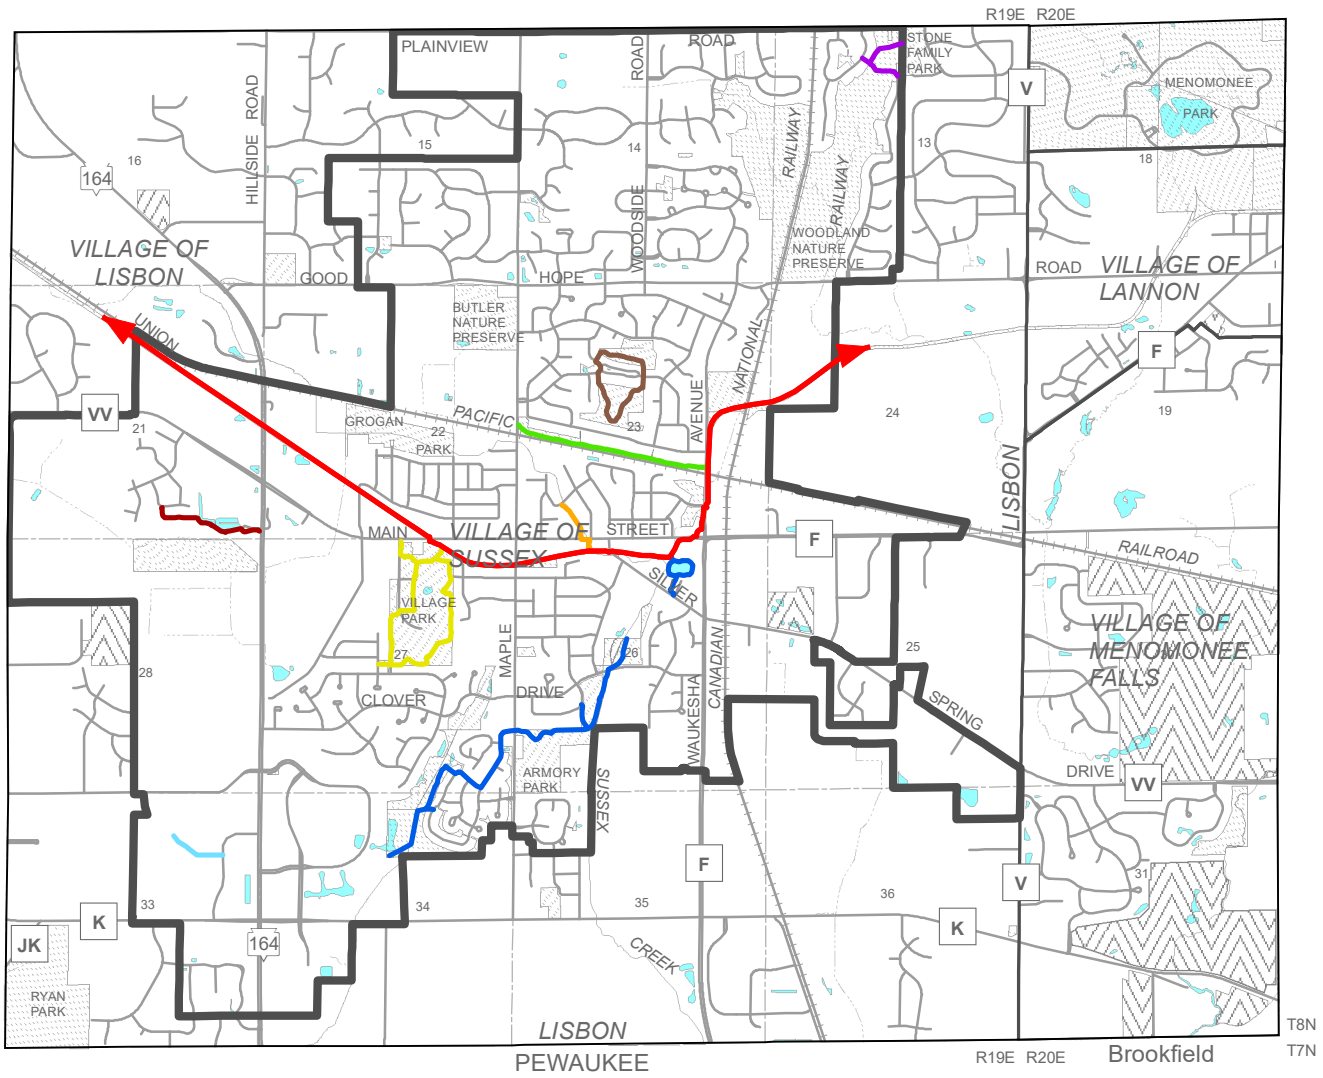 R19E R20E
PLAINVIEW
ROAD
ROAD
STONE
FAMILY
PARK
V
MENOMONEE
PARK
HILLSIDE ROAD
RAILWAY
RAILWAY
16
15
14
13
18
164
WOODSIDE
VILLAGE OF
LISBON
WOODLAND
NATURE
PRESERVE
GOOD
HOPE
ROAD
VILLAGE OF
LANNON
UNION
BUTLER
NATURE
PRESERVE
NATIONAL
F
VV
21
GROGAN
PARK
22
PACIFIC
23
AVENUE
24
19
LISBON
MAIN
VILLAGE OF
SUSSEX
STREET
F
RAILROAD
SILVER
VILLAGE
PARK
27
MAPLE
26
CANADIAN
25
VILLAGE OF
MENOMONEE
FALLS
28
CLOVER
DRIVE
WAUKESHA
SPRING
ARMORY
PARK
SUSSEX
DRIVE
VV
F
V
31
33
34
35
36
K
K
JK
164
CREEK
RYAN
PARK
LISBON
PEWAUKEE
R19E R20E
Brookfield
T8N
T7N